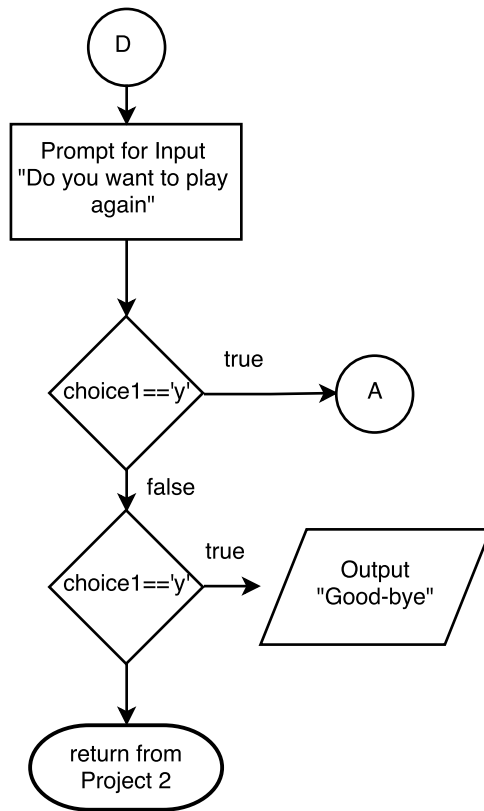 D
Prompt for Input
"Do you want to play
again"
choice1=='y'
true
A
false
choice1=='y'
true
Output
"Good-bye"
return from
Project 2